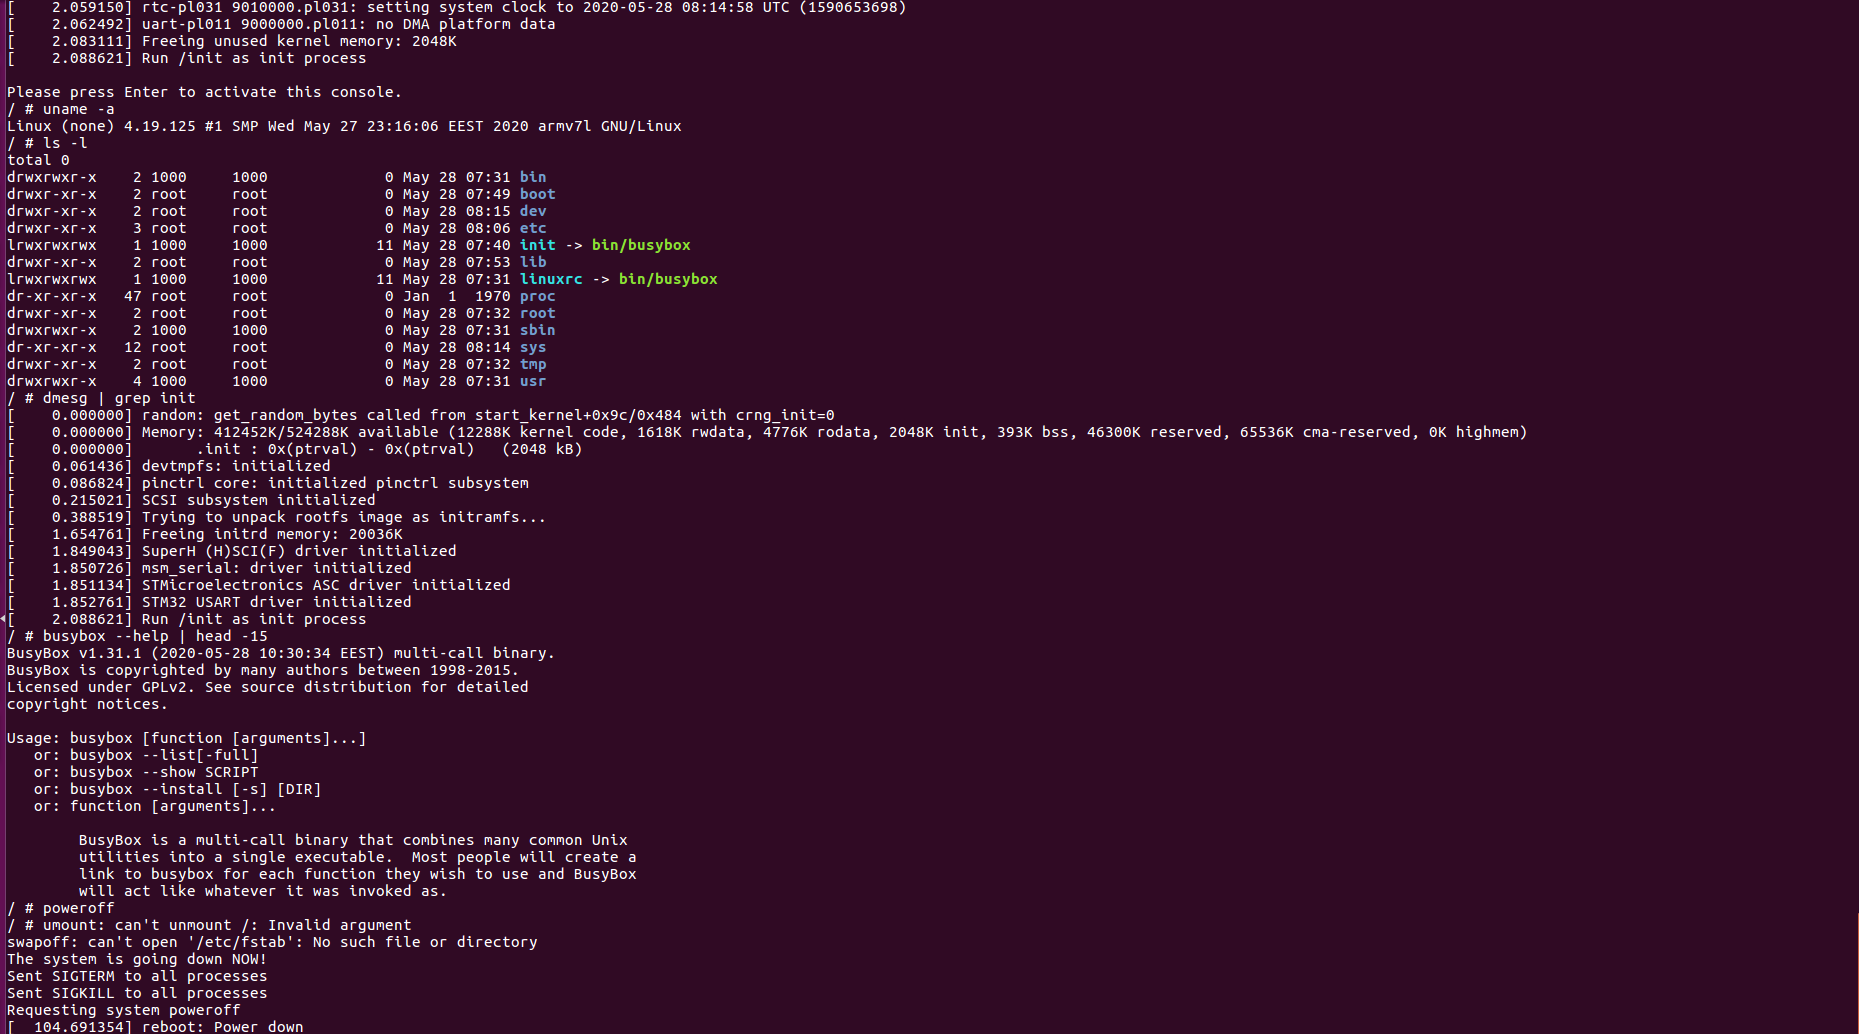 [    2.059150] rtc-pl031 9010000.pl031: setting system clock to 2020-05-28 08:14:58 UTC (1590653698)
[    2.062492] uart-pl011 9000000.pl011: no DMA platform data
[    2.083111] Freeing unused kernel memory: 2048K
[    2.088621] Run /init as init process

Please press Enter to activate this console.
/ # uname -a
Linux (none) 4.19.125 #1 SMP Wed May 27 23:16:06 EEST 2020 armv7l GNU/Linux
/ # ls -l
total 0
drwxrwxr-x    2 1000     1000             0 May 28 07:31 bin
drwxr-xr-x    2 root     root             0 May 28 07:49 boot
drwxr-xr-x    2 root     root             0 May 28 08:15 dev
drwxr-xr-x    3 root     root             0 May 28 08:06 etc
lrwxrwxrwx    1 1000     1000            11 May 28 07:40 init -> bin/busybox
drwxr-xr-x    2 root     root             0 May 28 07:53 lib
lrwxrwxrwx    1 1000     1000            11 May 28 07:31 linuxrc -> bin/busybox
dr-xr-xr-x   47 root     root             0 Jan  1  1970 proc
drwxr-xr-x    2 root     root             0 May 28 07:32 root
drwxrwxr-x    2 1000     1000             0 May 28 07:31 sbin
dr-xr-xr-x   12 root     root             0 May 28 08:14 sys
drwxr-xr-x    2 root     root             0 May 28 07:32 tmp
drwxrwxr-x    4 1000     1000             0 May 28 07:31 usr
/ # dmesg | grep init
[    0.000000] random: get_random_bytes called from start_kernel+0x9c/0x484 with crng_init=0
[    0.000000] Memory: 412452K/524288K available (12288K kernel code, 1618K rwdata, 4776K rodata, 2048K init, 393K bss, 46300K reserved, 65536K cma-reserved, 0K highmem)
[    0.000000]       .init : 0x(ptrval) - 0x(ptrval)   (2048 kB)
[    0.061436] devtmpfs: initialized
[    0.086824] pinctrl core: initialized pinctrl subsystem
[    0.215021] SCSI subsystem initialized
[    0.388519] Trying to unpack rootfs image as initramfs...
[    1.654761] Freeing initrd memory: 20036K
[    1.849043] SuperH (H)SCI(F) driver initialized
[    1.850726] msm_serial: driver initialized
[    1.851134] STMicroelectronics ASC driver initialized
[    1.852761] STM32 USART driver initialized
[    2.088621] Run /init as init process
/ # busybox --help | head -15
BusyBox v1.31.1 (2020-05-28 10:30:34 EEST) multi-call binary.
BusyBox is copyrighted by many authors between 1998-2015.
Licensed under GPLv2. See source distribution for detailed
copyright notices.

Usage: busybox [function [arguments]...]
   or: busybox --list[-full]
   or: busybox --show SCRIPT
   or: busybox --install [-s] [DIR]
   or: function [arguments]...

        BusyBox is a multi-call binary that combines many common Unix
        utilities into a single executable.  Most people will create a
        link to busybox for each function they wish to use and BusyBox
        will act like whatever it was invoked as.
/ # poweroff
/ # umount: can't unmount /: Invalid argument
swapoff: can't open '/etc/fstab': No such file or directory
The system is going down NOW!
Sent SIGTERM to all processes
Sent SIGKILL to all processes
Requesting system poweroff
[  104.691354] reboot: Power down